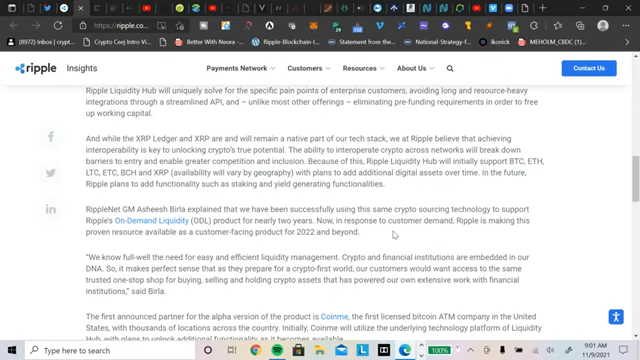 https://ripple.co...
(892) Inbox | crypt...
Crypto Ceej Intro Vi...
Better With Neora -...
Ripple-Blockchain-I...
Statement from the...
National-Strategy-f...
Ikonick
MEHOLM_CBDC(1)...
ripple
Insights
Payments Network
Customers
Resources
About Us
Contact Us
Ripple Liquidity Hub will uniquely solve for the specific pain points of enterprise customers, avoiding long and resource-heavy
integrations through a streamlined API, and – unlike most other offerings – eliminating pre-funding requirements in order to free
up working capital.
And while the XRP Ledger and XRP are and will remain a native part of our tech stack, we at Ripple believe that achieving
interoperability is key to unlocking crypto's true potential. The ability to interoperate crypto across networks will break down
barriers to entry and enable greater competition and inclusion. Because of this, Ripple Liquidity Hub will initially support BTC, ETH,
LTC, ETC, BCH and XRP (availability will vary by geography) with plans to add additional digital assets over time. In the future,
Ripple plans to add functionality such as staking and yield generating functionalities.
RippleNet GM Asheesh Birla explained that we have been successfully using this same crypto sourcing technology to support
Ripple's On-Demand Liquidity (ODL) product for nearly two years. Now, in response to customer demand, Ripple is making this
proven resource available as a customer-facing product for 2022 and beyond.
"We know full-well the need for easy and efficient liquidity management. Crypto and financial institutions are embedded in our
DNA. So, it makes perfect sense that as they prepare for a crypto-first world, our customers would want access to the same
trusted one-stop shop for buying, selling and holding crypto assets that has powered our own extensive work with financial
institutions," said Birla.
The first announced partner for the alpha version of the product is Coinme, the first licensed bitcoin ATM company in the United
States, with thousands of locations across the country. Initially, Coinme will utilize the underlying technology platform of Liquidity
Hub, with plans to unlock additional functionality as it becomes available.
Type here to search
100%
9:01 AM
11/9/2021